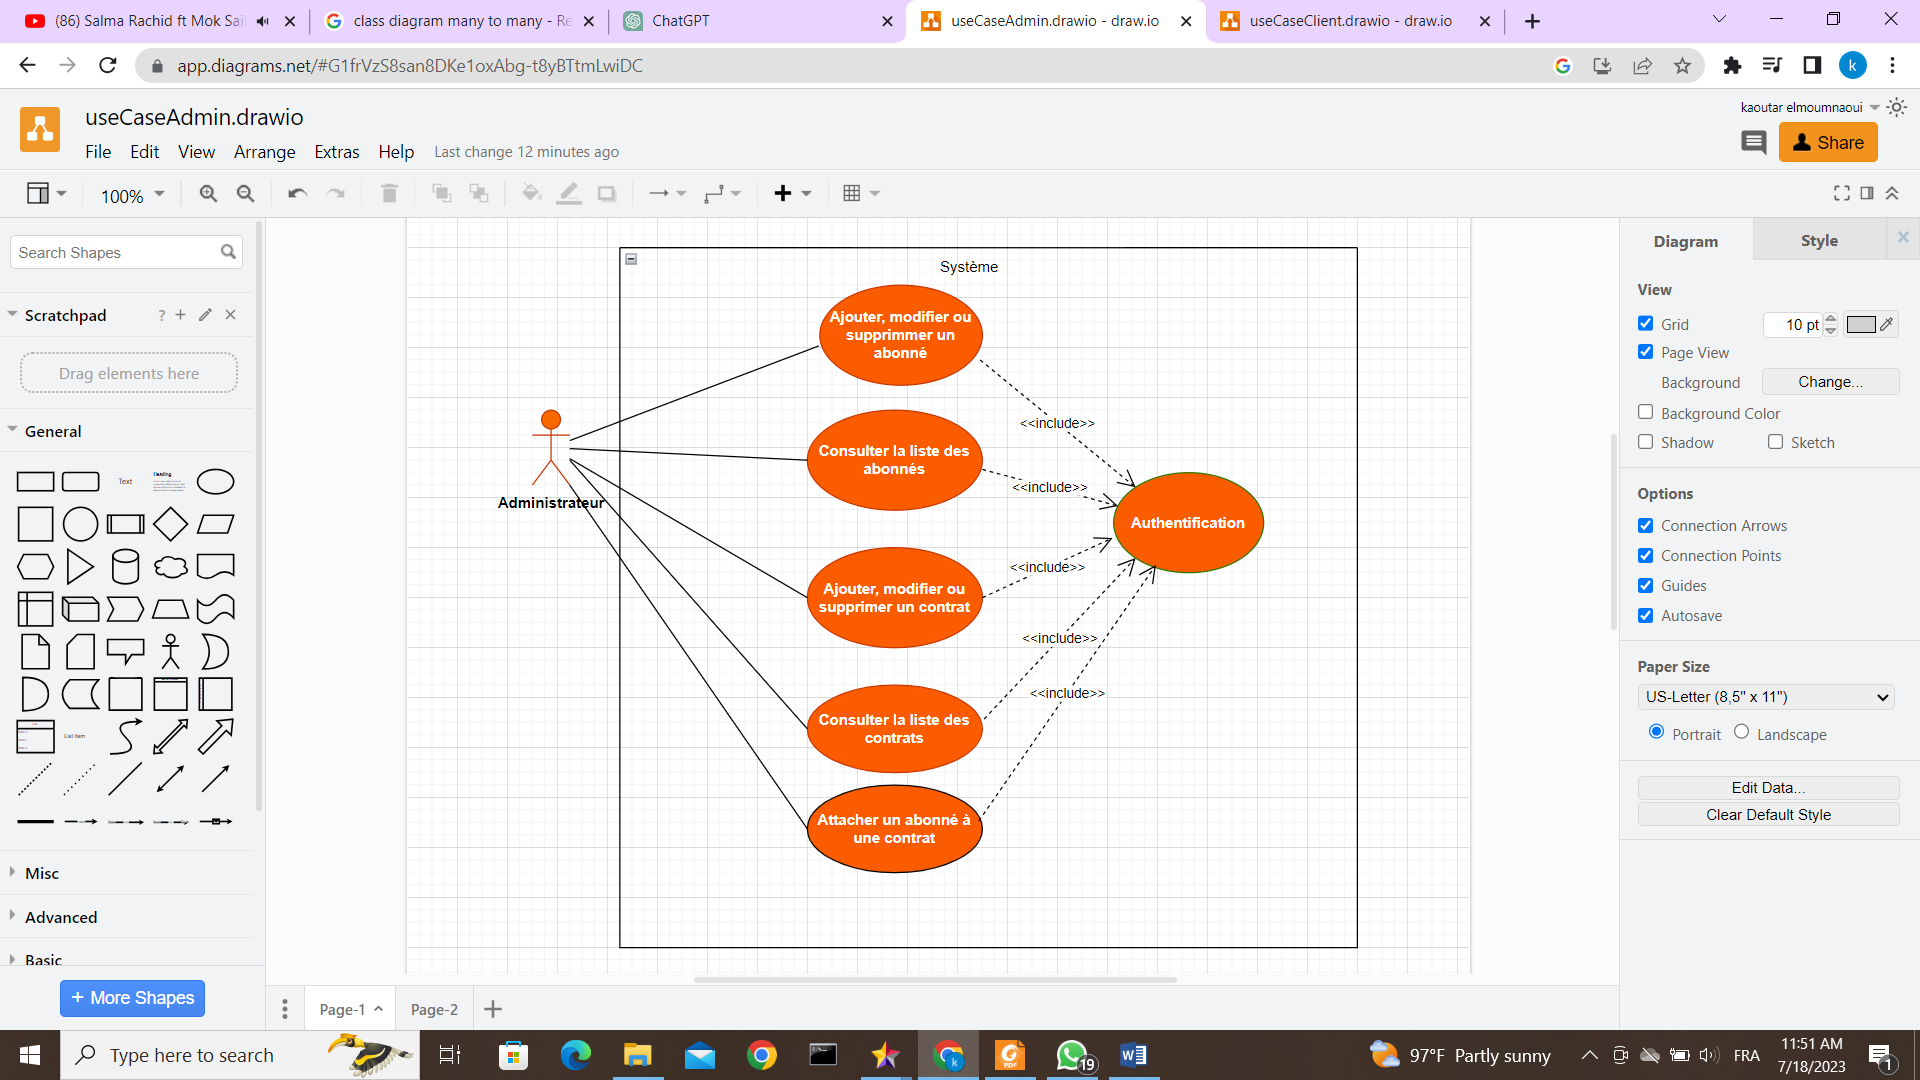 (86) Salma Rachid ft Mok Sai
class diagram many to many - Re
ChatGPT
useCaseAdmin.drawio - draw.io
useCaseClient.drawio - draw.io
app.diagrams.net/#G1frVzS8san8DKe1oxAbg-t8yBTtmLwiDC
k
useCaseAdmin.drawio
kaoutar elmoumnaoui
File Edit View Arrange Extras Help Last change 12 minutes ago
Share
100%
Search Shapes
Scratchpad
?
Drag elements here
General
Text
Heading
List Item
Misc
Advanced
Basic
+ More Shapes
Système
Ajouter, modifier ou
supprimmer un
abonné
Consulter la liste des
abonnés
Ajouter, modifier ou
supprimer un contrat
Consulter la liste des
contrats
Attacher un abonné à
une contrat
Administrateur
<<include>>
<<include>>
<<include>>
<<include>>
<<include>>
Authentification
Diagram
Style
View
Grid
10 pt
Page View
Background
Change...
Background Color
Shadow
Sketch
Options
Connection Arrows
Connection Points
Guides
Autosave
Paper Size
US-Letter (8,5" x 11")
Portrait
Landscape
Edit Data...
Clear Default Style
Page-1
Page-2
Type here to search
k
PDF
19
97°F Partly sunny
FRA
11:51 AM
7/18/2023
1